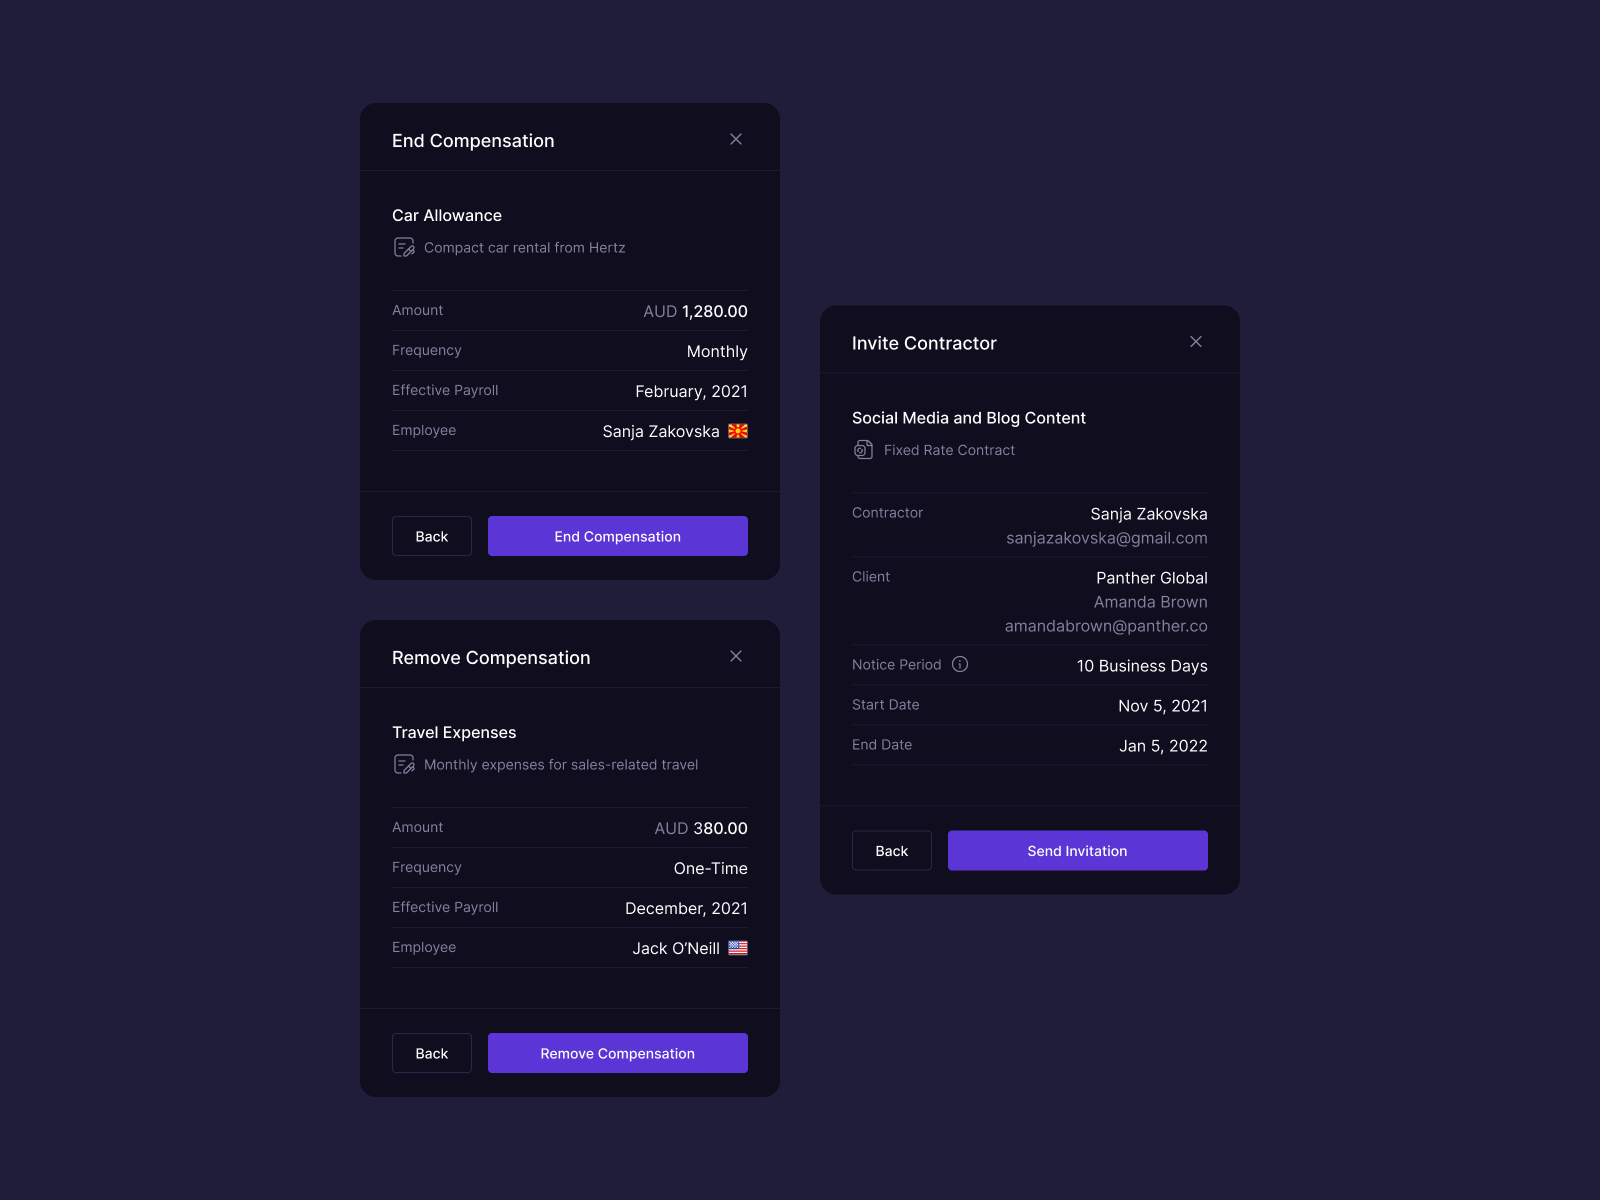 End Compensation
Car Allowance
Compact car rental from Hertz
Amount AUD 1,280.00
Frequency Monthly
Effective Payroll February, 2021
Employee Sanja Zakovska
Back End Compensation
Remove Compensation
Travel Expenses
Monthly expenses for sales-related travel
Amount AUD 380.00
Frequency One-Time
Effective Payroll December, 2021
Employee Jack O’Neill
Back Remove Compensation
Invite Contractor
Social Media and Blog Content
Fixed Rate Contract
Contractor Sanja Zakovska
sanjazakovska@gmail.com
Client Panther Global
Amanda Brown
amandabrown@panther.co
Notice Period 10 Business Days
Start Date Nov 5, 2021
End Date Jan 5, 2022
Back Send Invitation